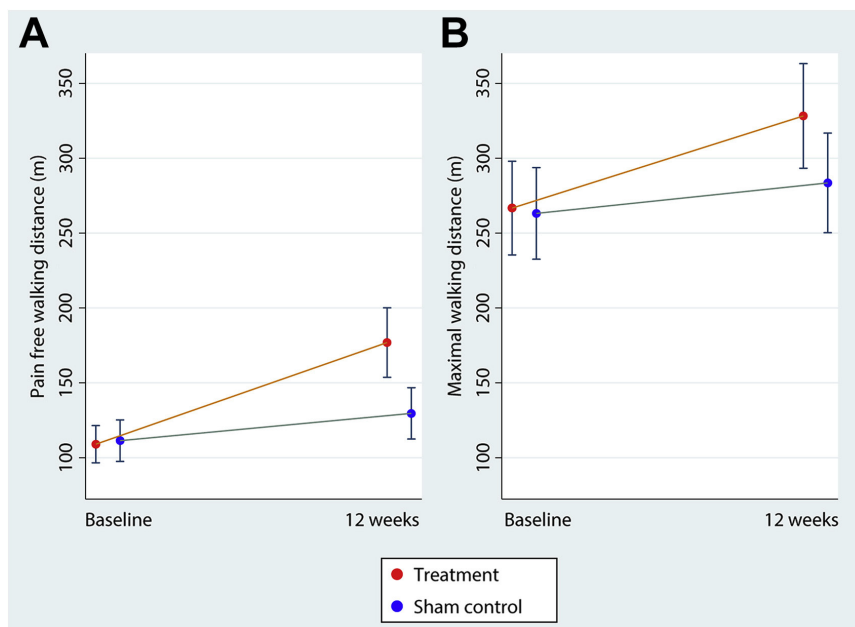 A
Pain free walking distance (m)
350
300
250
200
150
100
Baseline 12 weeks
B
Maximal walking distance (m)
350
300
250
200
150
100
Baseline 12 weeks
Treatment
Sham control